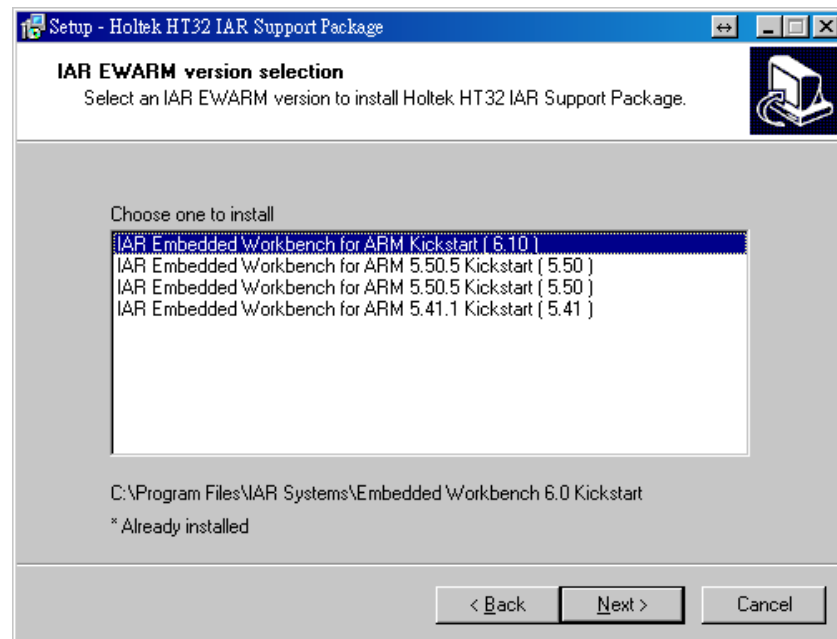 Setup - Holtek HT32 IAR Support Package
IAR EWARM version selection
Select an IAR EWARM version to install Holtek HT32 IAR Support Package.
Choose one to install
IAR Embedded Workbench for ARM Kickstart ( 6.10 )
IAR Embedded Workbench for ARM 5.50.5 Kickstart ( 5.50 )
IAR Embedded Workbench for ARM 5.50.5 Kickstart ( 5.50 )
IAR Embedded Workbench for ARM 5.41.1 Kickstart ( 5.41 )
C:\Program Files\IAR Systems\Embedded Workbench 6.0 Kickstart
* Already installed
< Back Next > Cancel